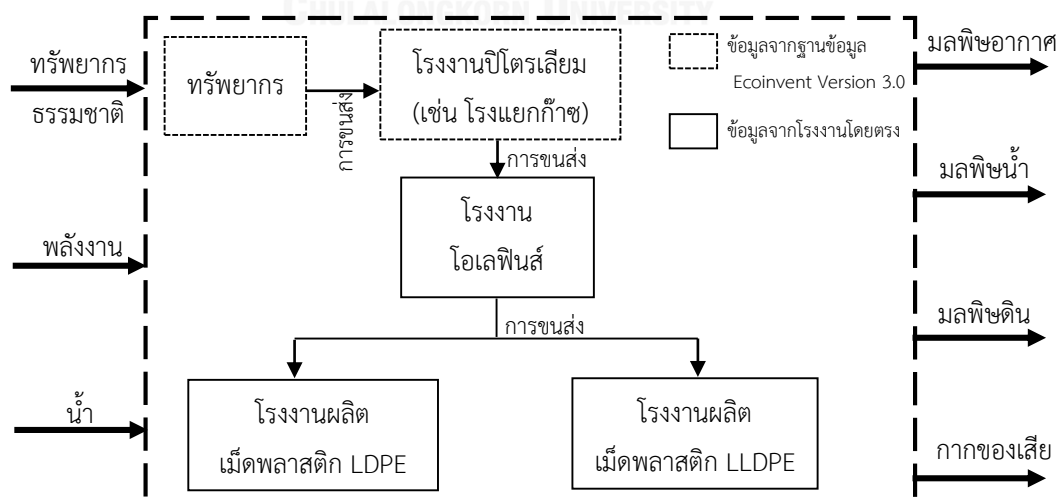 CHULALONGKORN UNIVERSITY
ทรัพยากร
ธรรมชาติ
พลังงาน
น้ำ
ทรัพยากร
การขนส่ง
โรงงานปิโตรเลียม
(เช่น โรงแยกก๊าซ)
ข้อมูลจากฐานข้อมูล
Ecoinvent Version 3.0
ข้อมูลจากโรงงานโดยตรง
การขนส่ง
โรงงาน
โอเลฟินส์
การขนส่ง
โรงงานผลิต
เม็ดพลาสติก LDPE
โรงงานผลิต
เม็ดพลาสติก LLDPE
มลพิษอากาศ
มลพิษน้ำ
มลพิษดิน
กากของเสีย